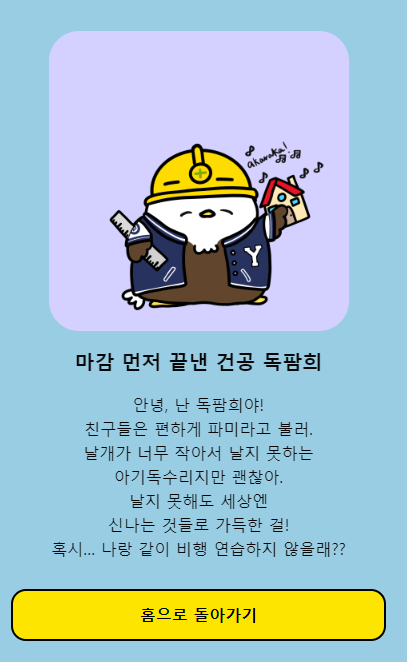 akaraka!
Y
마감 먼저 끝낸 건공 독팜희
안녕, 난 독팜희야!
친구들은 편하게 파미라고 불러.
날개가 너무 작아서 날지 못하는
아기독수리지만 괜찮아.
날지 못해도 세상엔
신나는 것들로 가득한 걸!
혹시... 나랑 같이 비행 연습하지 않을래??
홈으로 돌아가기